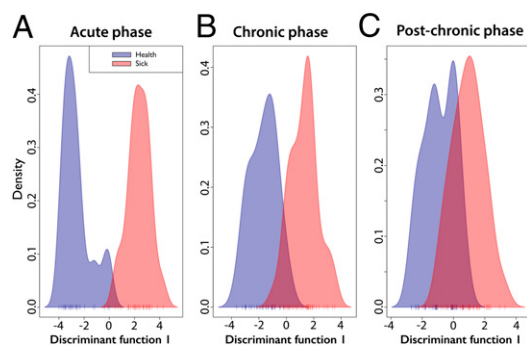 A Acute phase
B Chronic phase
C Post-chronic phase
Health
Sick
Density
0.0 0.1 0.2 0.3 0.4
-4 -2 0 2 4
Discriminant function 1
0.0 0.1 0.2 0.3 0.4
-4 -2 0 2 4
Discriminant function 1
0.0 0.1 0.2 0.3
-4 -2 0 2 4
Discriminant function 1